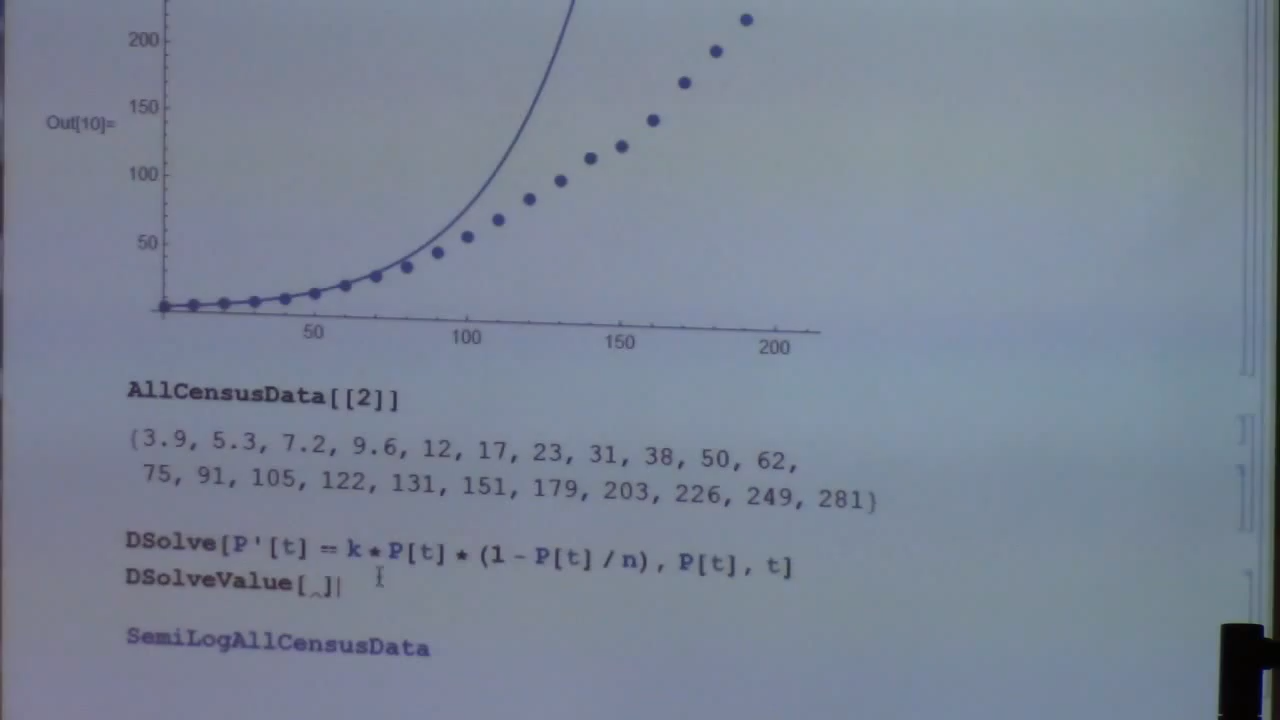 200
150
Out[10]=
100
50
50 100 150 200
AllCensusData[[2]]
{3.9, 5.3, 7.2, 9.6, 12, 17, 23, 31, 38, 50, 62,
75, 91, 105, 122, 131, 151, 179, 203, 226, 249, 281}
DSolve[P'[t] == k * P[t] * (1 - P[t] / n), P[t], t]
DSolveValue[ ]
SemiLogAllCensusData